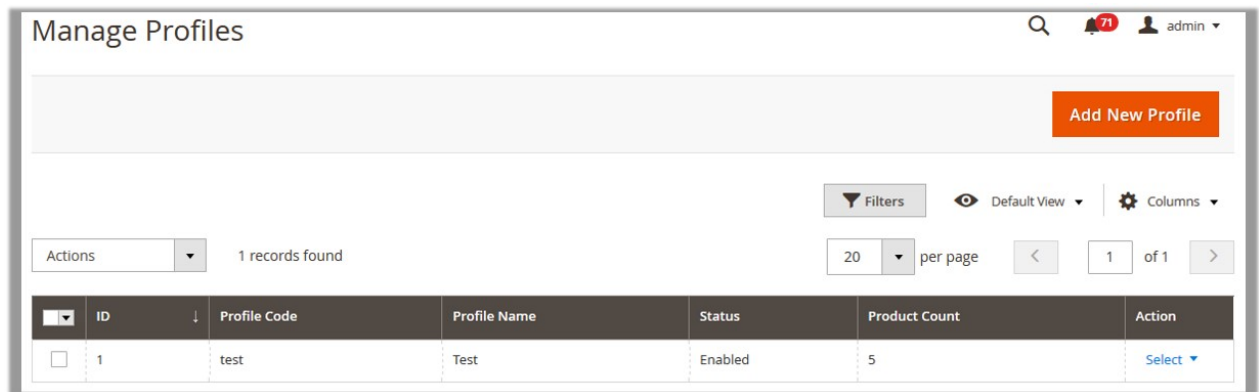 Manage Profiles
71
admin
Add New Profile
Filters
Default View
Columns
Actions
1 records found
20
per page
1
of 1
ID
Profile Code
Profile Name
Status
Product Count
Action
1
test
Test
Enabled
5
Select